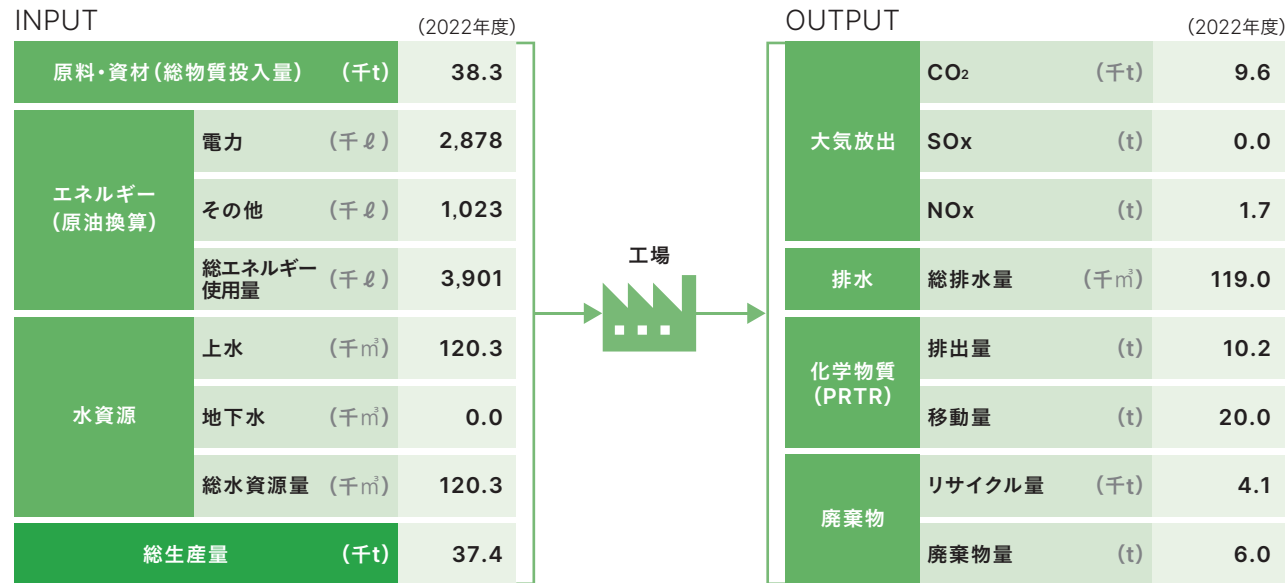 INPUT
(2022年度)
原料・資材(総物質投入量) (千t) 38.3
エネルギー
(原油換算)
電力 (千ℓ) 2,878
その他 (千ℓ) 1,023
総エネルギー
使用量 (千ℓ) 3,901
水資源
上水 (千㎥) 120.3
地下水 (千㎥) 0.0
総水資源量 (千㎥) 120.3
総生産量 (千t) 37.4
工場
OUTPUT
(2022年度)
大気放出
CO₂ (千t) 9.6
SOx (t) 0.0
NOx (t) 1.7
排水 総排水量 (千㎥) 119.0
化学物質
(PRTR)
排出量 (t) 10.2
移動量 (t) 20.0
廃棄物
リサイクル量 (千t) 4.1
廃棄物量 (t) 6.0